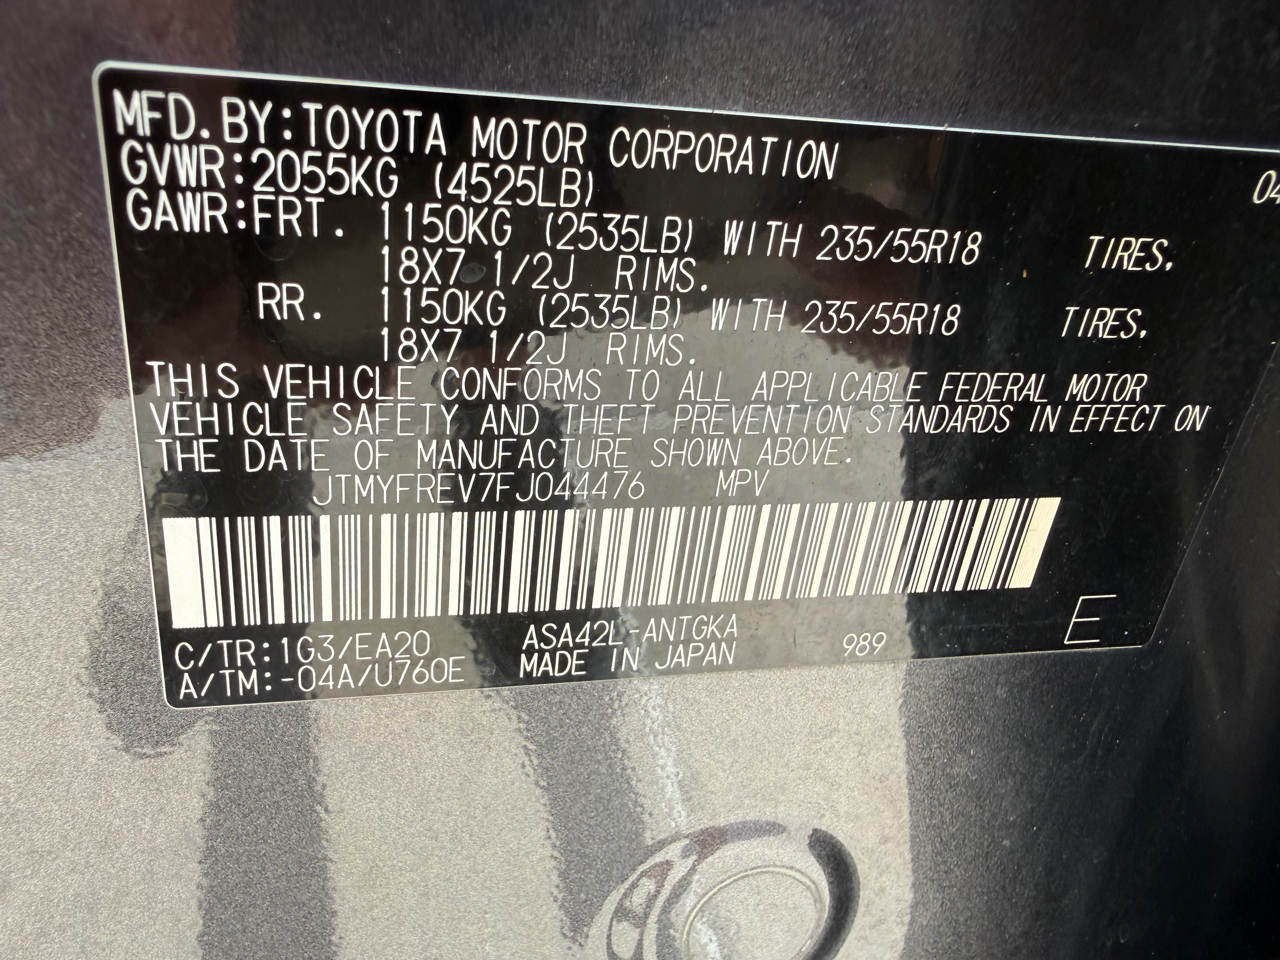 MFD.BY:TOYOTA MOTOR CORPORATION
04
GVWR:2055KG (4525LB)
GAWR:FRT. 1150KG (2535LB) WITH 235/55R18 TIRES,
18X7 1/2J RIMS.
RR. 1150KG (2535LB) WITH 235/55R18 TIRES,
18X7 1/2J RIMS.
THIS VEHICLE CONFORMS TO ALL APPLICABLE FEDERAL MOTOR
VEHICLE SAFETY AND THEFT PREVENTION STANDARDS IN EFFECT ON
THE DATE OF MANUFACTURE SHOWN ABOVE.
JTMYFREV7FJ044476 MPV
C/TR:1G3/EA20 ASA42L-ANTGKA 989 E
A/TM:-04A/U760E MADE IN JAPAN